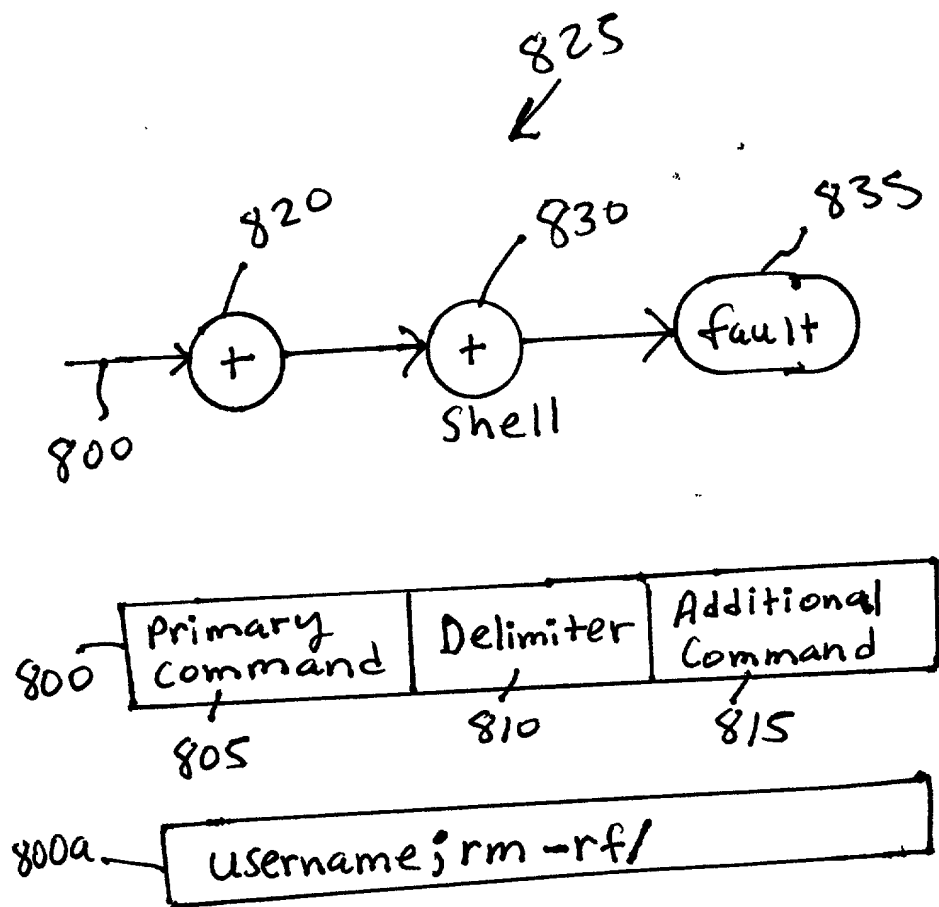 825
820
830
835
+
+
fault
Shell
800
Primary Command
Delimiter
Additional Command
800
805
810
815
800a
username;rm -rf/